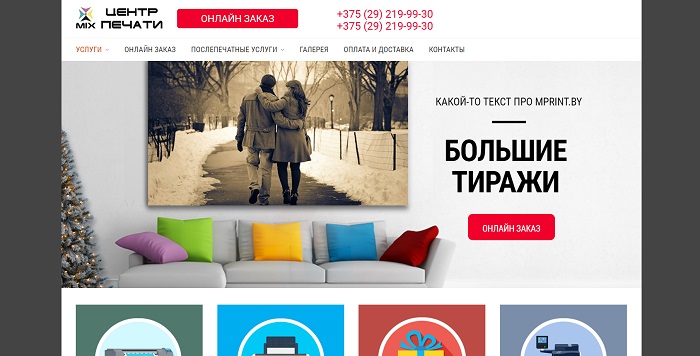 MIX ЦЕНТР ПЕЧАТИ
ОНЛАЙН ЗАКАЗ
+375 (29) 219-99-30
+375 (29) 219-99-30
УСЛУГИ ОНЛАЙН ЗАКАЗ ПОСЛЕПЕЧАТНЫЕ УСЛУГИ ГАЛЕРЕЯ ОПЛАТА И ДОСТАВКА КОНТАКТЫ
КАКОЙ-ТО ТЕКСТ ПРО MPRINT.BY
БОЛЬШИЕ
ТИРАЖИ
ОНЛАЙН ЗАКАЗ